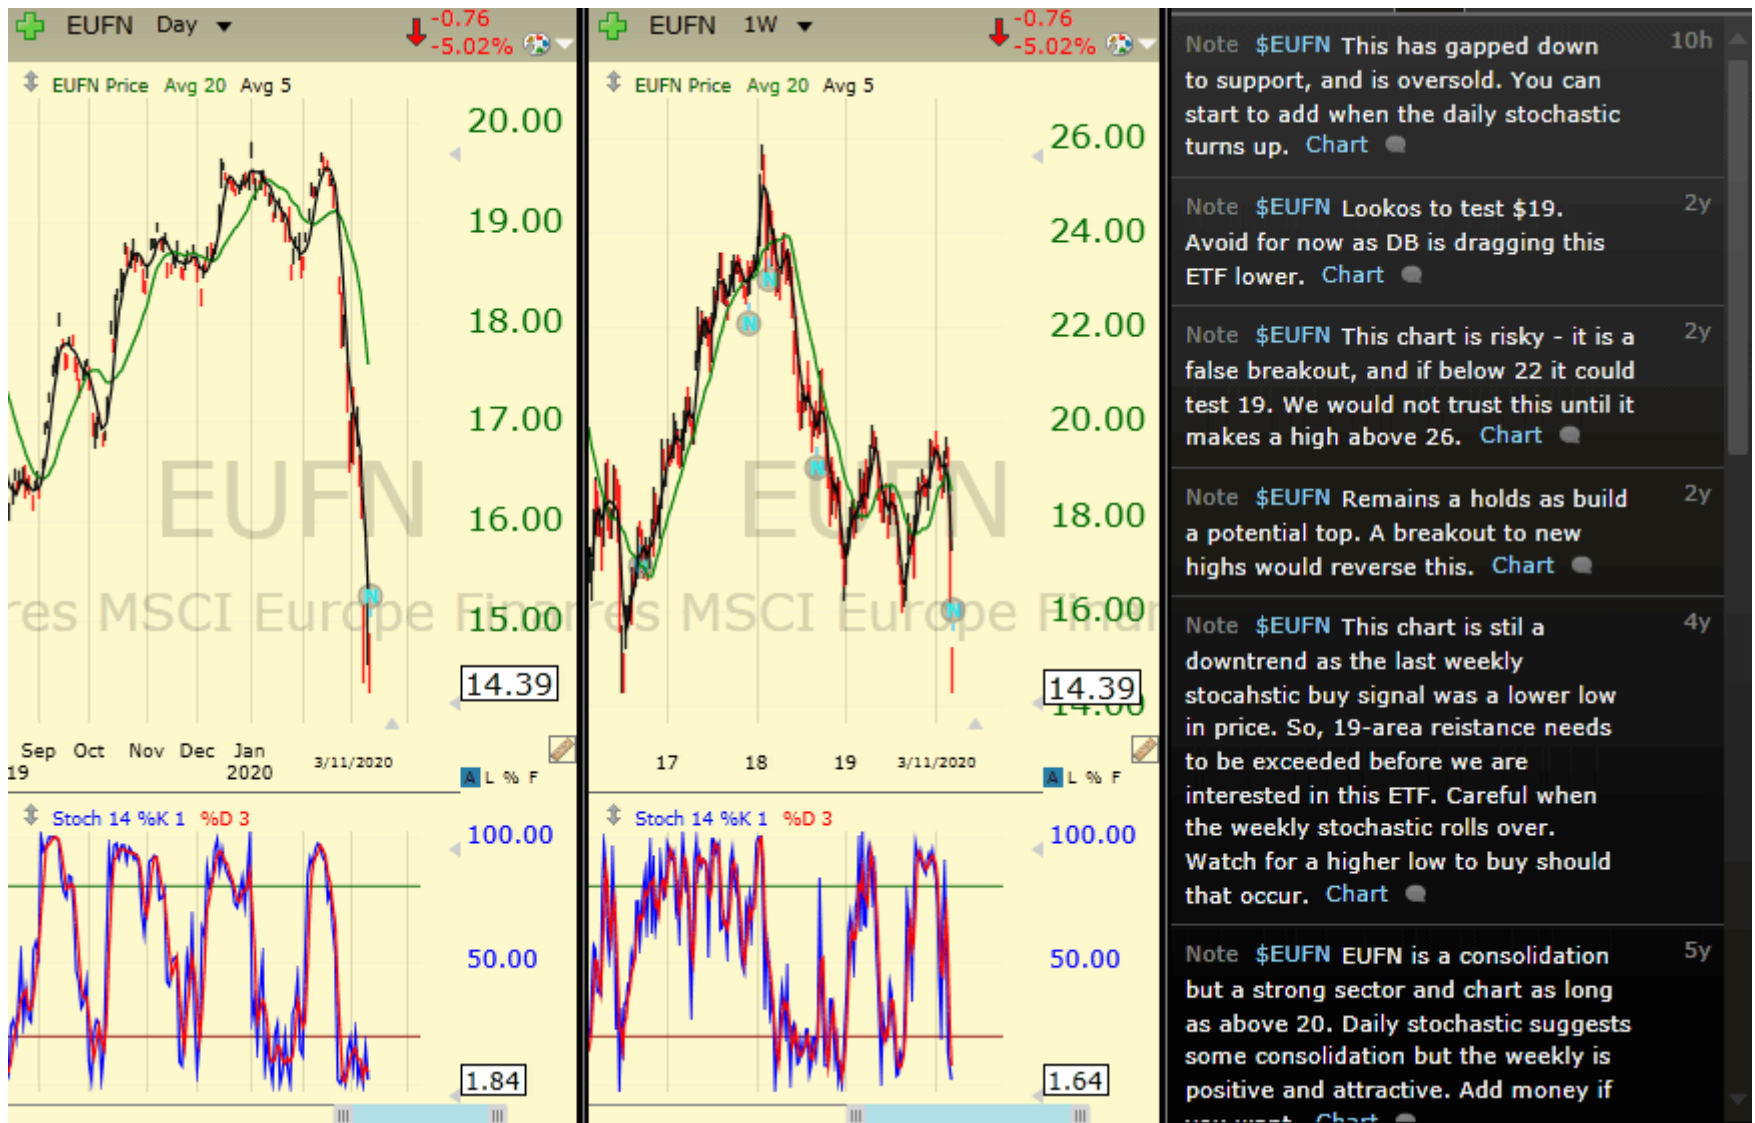 EUFN Day
-0.76
-5.02%
EUFN Price Avg 20 Avg 5
20.00
19.00
18.00
17.00
16.00
15.00
14.39
EUFN
res MSCI Europe Finan
Sep Oct Nov Dec Jan
19 2020 3/11/2020
A L % F
Stoch 14 %K 1 %D 3
100.00
50.00
1.84
N
EUFN 1W
-0.76
-5.02%
EUFN Price Avg 20 Avg 5
26.00
24.00
22.00
20.00
18.00
16.00
14.39
14.00
EUFN
res MSCI Europe Finan
N
N
N
N
N
17 18 19 3/11/2020
A L % F
Stoch 14 %K 1 %D 3
100.00
50.00
1.64
Note $EUFN This has gapped down 10h
to support, and is oversold. You can
start to add when the daily stochastic
turns up. Chart
Note $EUFN Lookos to test $19. 2y
Avoid for now as DB is dragging this
ETF lower. Chart
Note $EUFN This chart is risky - it is a 2y
false breakout, and if below 22 it could
test 19. We would not trust this until it
makes a high above 26. Chart
Note $EUFN Remains a holds as build 2y
a potential top. A breakout to new
highs would reverse this. Chart
Note $EUFN This chart is stil a 4y
downtrend as the last weekly
stocahstic buy signal was a lower low
in price. So, 19-area reistance needs
to be exceeded before we are
interested in this ETF. Careful when
the weekly stochastic rolls over.
Watch for a higher low to buy should
that occur. Chart
Note $EUFN EUFN is a consolidation 5y
but a strong sector and chart as long
as above 20. Daily stochastic suggests
some consolidation but the weekly is
positive and attractive. Add money if
you want. Chart